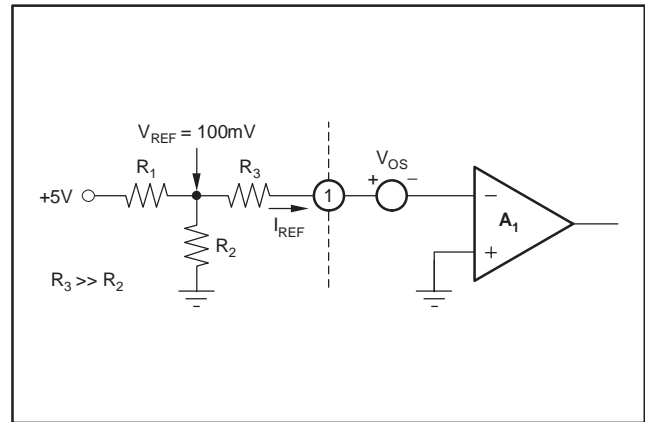 V_REF = 100mV
R_1
R_3
+5V
I_REF
1
V_OS
+
−
−
A_1
+
R_2
R_3 >> R_2